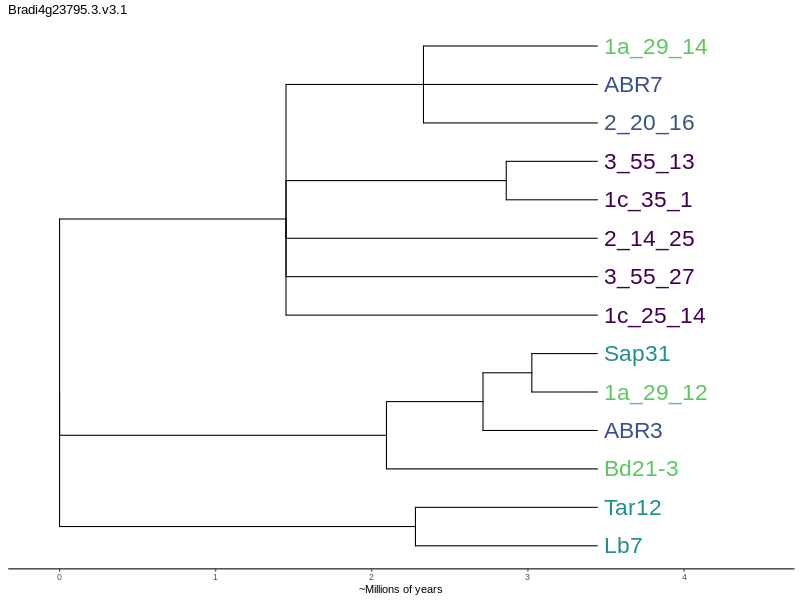 Bradi4g23795.3.v3.1
1a_29_14
ABR7
2_20_16
3_55_13
1c_35_1
2_14_25
3_55_27
1c_25_14
Sap31
1a_29_12
ABR3
Bd21-3
Tar12
Lb7
0 1 2 3 4
~Millions of years